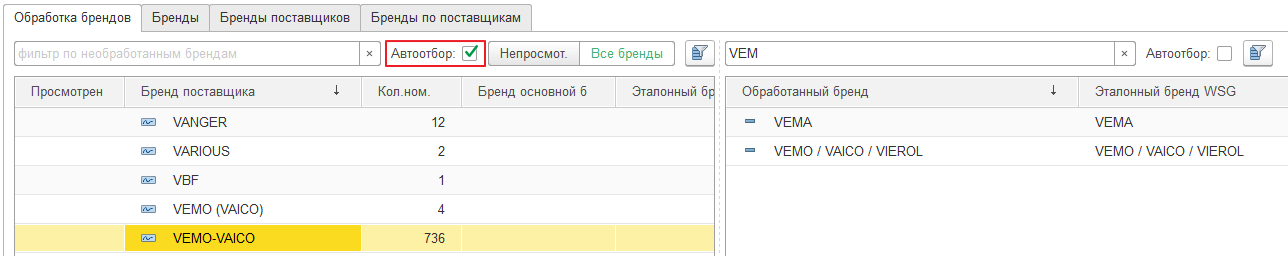 Обработка брендов Бренды Бренды поставщиков Бренды по поставщикам
фильтр по необработанным брендам × Автоотбор: Непросмот. Все бренды VEM × Автоотбор:
Просмотрен Бренд поставщика ↓ Кол.ном. Бренд основной б Эталонный бр Обработанный бренд ↓ Эталонный бренд WSG
VANGER 12 VEMA VEMA
VARIOUS 2 VEMO / VAICO / VIEROL VEMO / VAICO / VIEROL
VBF 1
VEMO (VAICO) 4
VEMO-VAICO 736